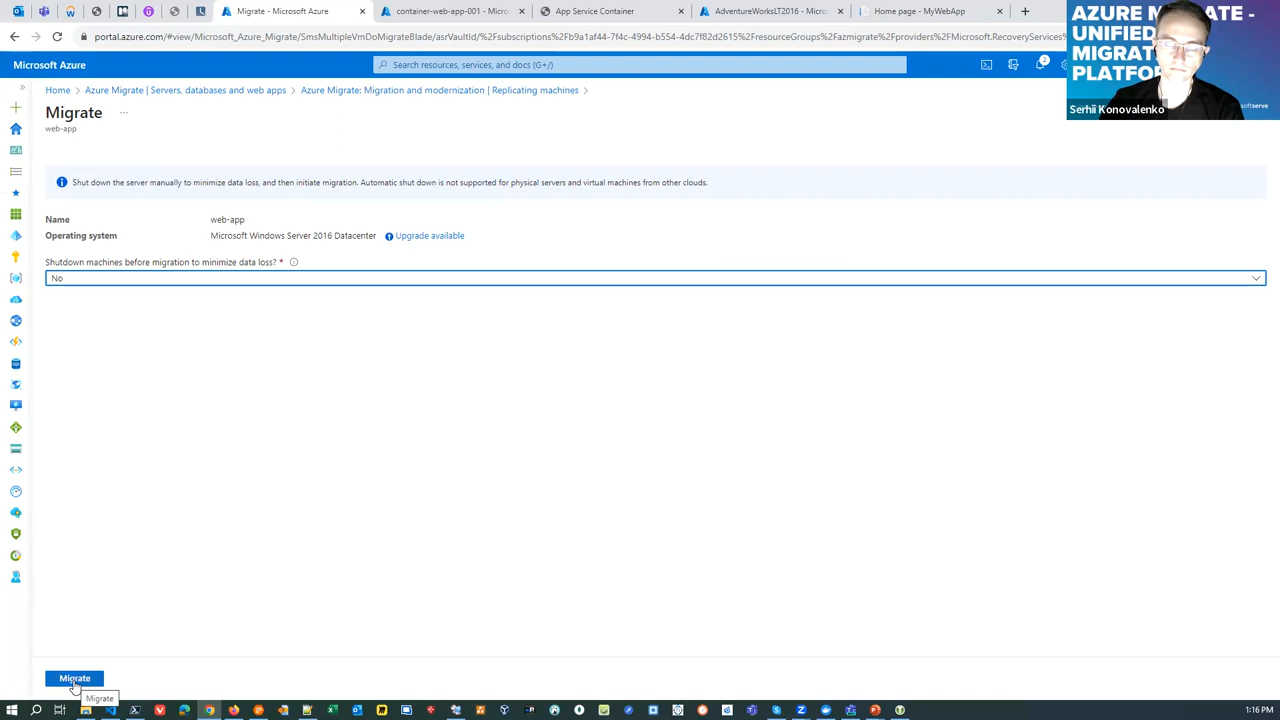 Migrate - Microsoft Azure
container-web-app-001 - Micros
App Service Container
AdventureWorksLT2016 - Micros
Home page - MyWebApp
portal.azure.com/#view/Microsoft_Azure_Migrate/SmsMultipleVmDoMigrateBlade/arVaultId/%2Fsubscriptions%2Fb9a1af44-7f4c-4994-b554-4dc7f82d2615%2FresourceGroups%2Fazmigrate%2Fproviders%2FMicrosoft.RecoveryServices%
AZURE MIGRATE -
UNIFIED
MIGRAT
PLATFO
softserve
Serhii Konovalenko
Microsoft Azure
Search resources, services, and docs (G+/)
2
Home > Azure Migrate | Servers, databases and web apps > Azure Migrate: Migration and modernization | Replicating machines >
Migrate ...
web-app
Shut down the server manually to minimize data loss, and then initiate migration. Automatic shut down is not supported for physical servers and virtual machines from other clouds.
Name web-app
Operating system Microsoft Windows Server 2016 Datacenter Upgrade available
Shutdown machines before migration to minimize data loss? *
No
Migrate
Migrate
1:16 PM